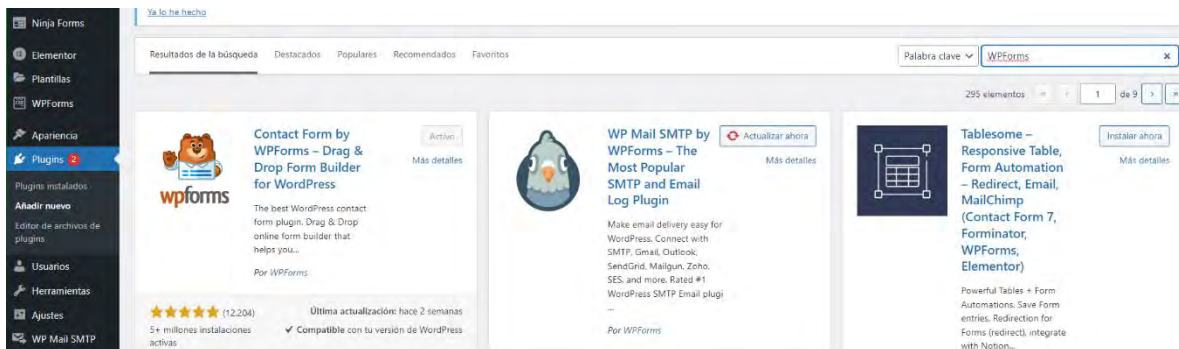 Ninja Forms
Elementor
Plantillas
WPForms
Apariencia
Plugins 2
Plugins instalados
Añadir nuevo
Editor de archivos de
plugins
Usuarios
Herramientas
Ajustes
WP Mail SMTP
Ya lo he hecho
Resultados de la búsqueda Destacados Populares Recomendados Favoritos
Palabra clave WPForms
295 elementos « ‹ 1 de 9 › »
wpforms
Contact Form by
WPForms – Drag &
Drop Form Builder
for WordPress
Activo
Más detalles
The best WordPress contact
form plugin. Drag & Drop
online form builder that
helps you...
Por WPForms
(12.204)
Última actualización: hace 2 semanas
5+ millones instalaciones
activas
✔ Compatible con tu versión de WordPress
WP Mail SMTP by
WPForms – The
Most Popular
SMTP and Email
Log Plugin
Actualizar ahora
Más detalles
Make email delivery easy for
WordPress. Connect with
SMTP, Gmail, Outlook,
SendGrid, Mailgun, Zoho,
SES, and more. Rated #1
WordPress SMTP Email plugi
...
Por WPForms
Tablesome –
Responsive Table,
Form Automation
– Redirect, Email,
MailChimp
(Contact Form 7,
Forminator,
WPForms,
Elementor)
Instalar ahora
Más detalles
Powerful Tables + Form
Automations. Save Form
entries, Redirection for
Forms (redirect), integrate
with Notion...